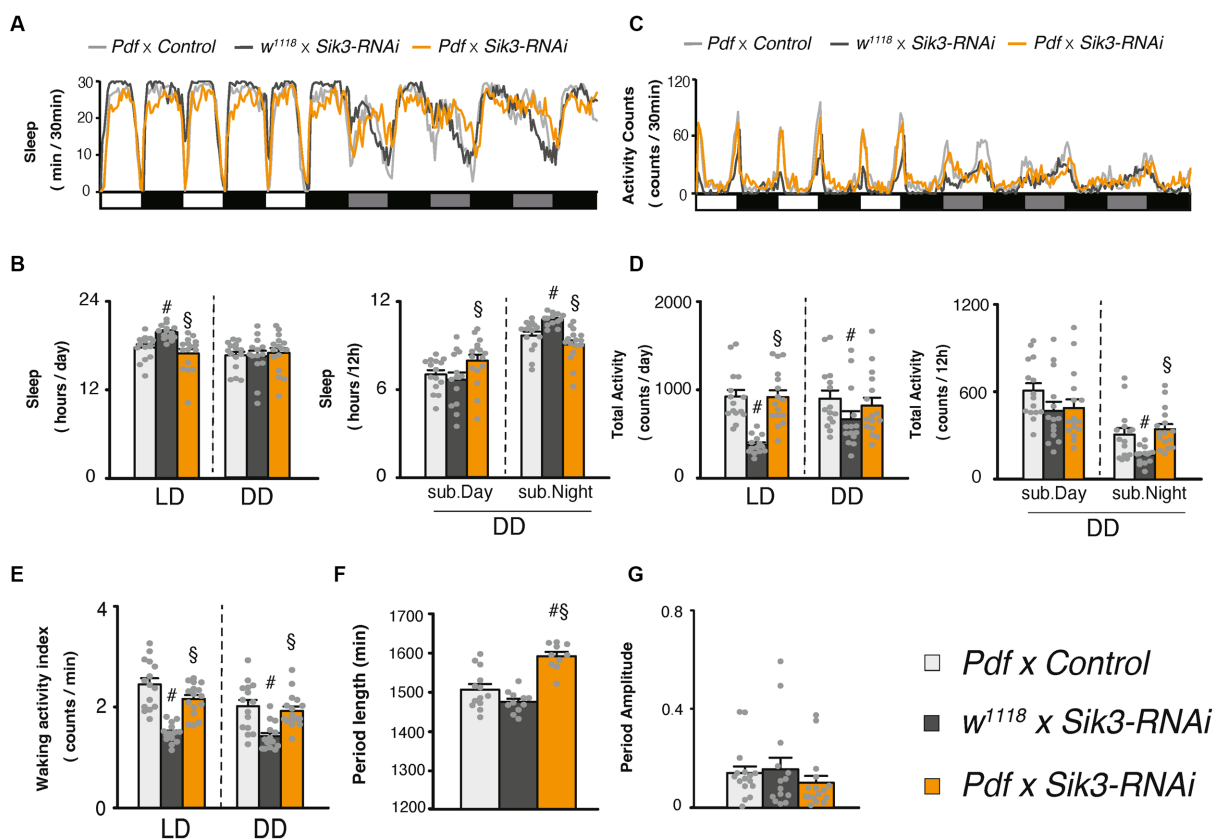 A
Pdf x Control w1118 x Sik3-RNAi Pdf x Sik3-RNAi
Sleep
( min / 30min)
30
20
10
0
C
Pdf x Control w1118 x Sik3-RNAi Pdf x Sik3-RNAi
Activity Counts
( counts / 30min)
120
60
0
B
Sleep
( hours / day)
24
12
0
# §
LD DD
Sleep
(hours /12h)
12
6
0
§ # §
sub.Day sub.Night
DD
D
Total Activity
( counts / day)
2000
1000
0
# § #
LD DD
Total Activity
( counts / 12h)
1200
600
0
# §
sub.Day sub.Night
DD
E
Waking activity index
( counts / min)
4
2
0
# § # §
LD DD
F
Period length (min)
1700
1600
1500
1400
1300
1200
#§
G
Period Amplitude
0.8
0.4
0
Pdf x Control
w1118 x Sik3-RNAi
Pdf x Sik3-RNAi